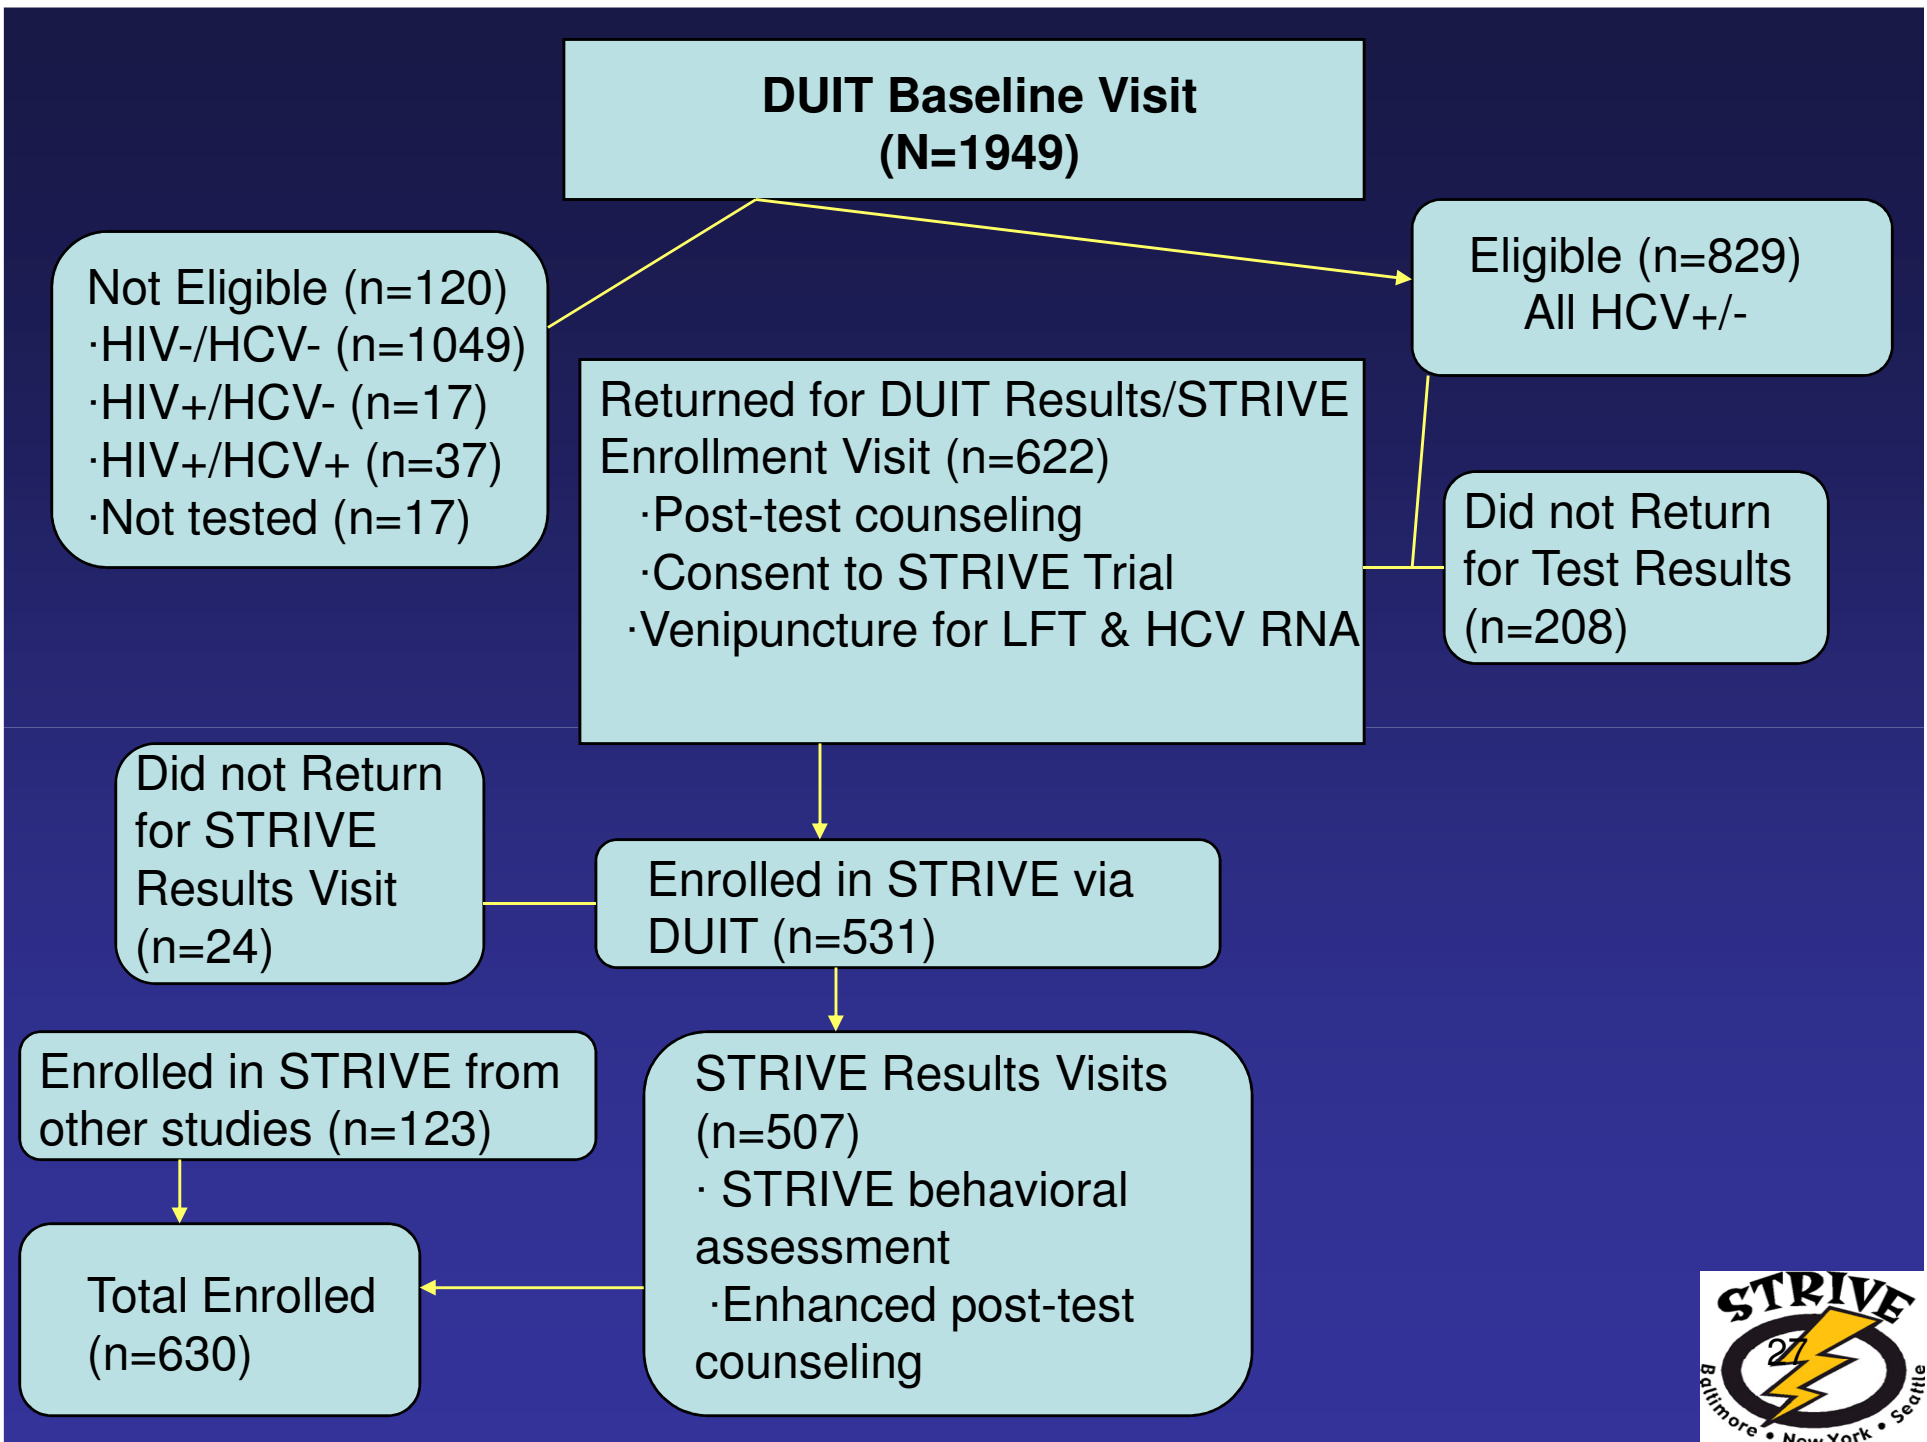 DUIT Baseline Visit
(N=1949)
Not Eligible (n=120)
·HIV-/HCV- (n=1049)
·HIV+/HCV- (n=17)
·HIV+/HCV+ (n=37)
·Not tested (n=17)
Eligible (n=829)
All HCV+/-
Returned for DUIT Results/STRIVE
Enrollment Visit (n=622)
·Post-test counseling
·Consent to STRIVE Trial
·Venipuncture for LFT & HCV RNA
Did not Return
for Test Results
(n=208)
Did not Return
for STRIVE
Results Visit
(n=24)
Enrolled in STRIVE via
DUIT (n=531)
Enrolled in STRIVE from
other studies (n=123)
STRIVE Results Visits
(n=507)
· STRIVE behavioral
assessment
·Enhanced post-test
counseling
Total Enrolled
(n=630)
STRIVE
27
Baltimore • New York • Seattle